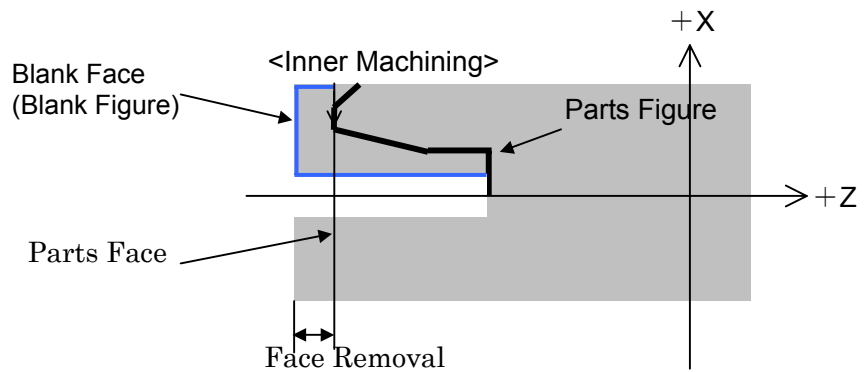 +X
<Inner Machining>
Blank Face
(Blank Figure)
Parts Figure
+Z
Parts Face
Face Removal